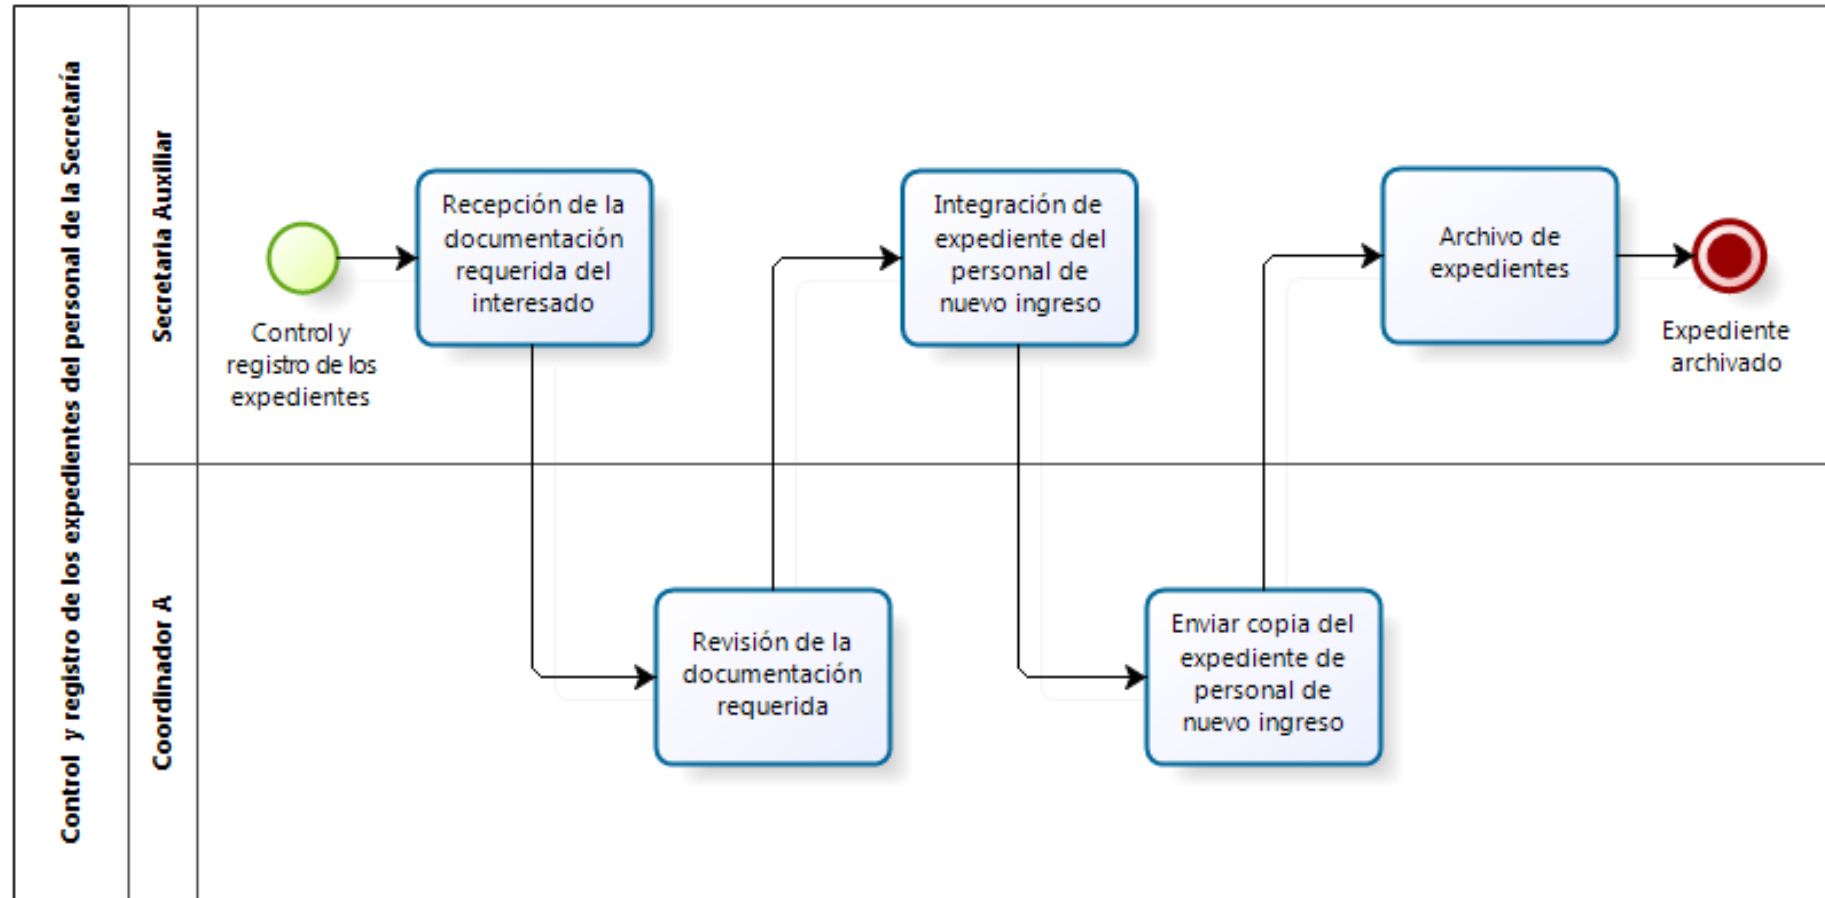 Control y registro de los expedientes del personal de la Secretaría
Secretaria Auxiliar
Control y
registro de los
expedientes
Recepción de la
documentación
requerida del
interesado
Integración de
expediente del
personal de
nuevo ingreso
Archivo de
expedientes
Expediente
archivado
Coordinador A
Revisión de la
documentación
requerida
Enviar copia del
expediente de
personal de
nuevo ingreso